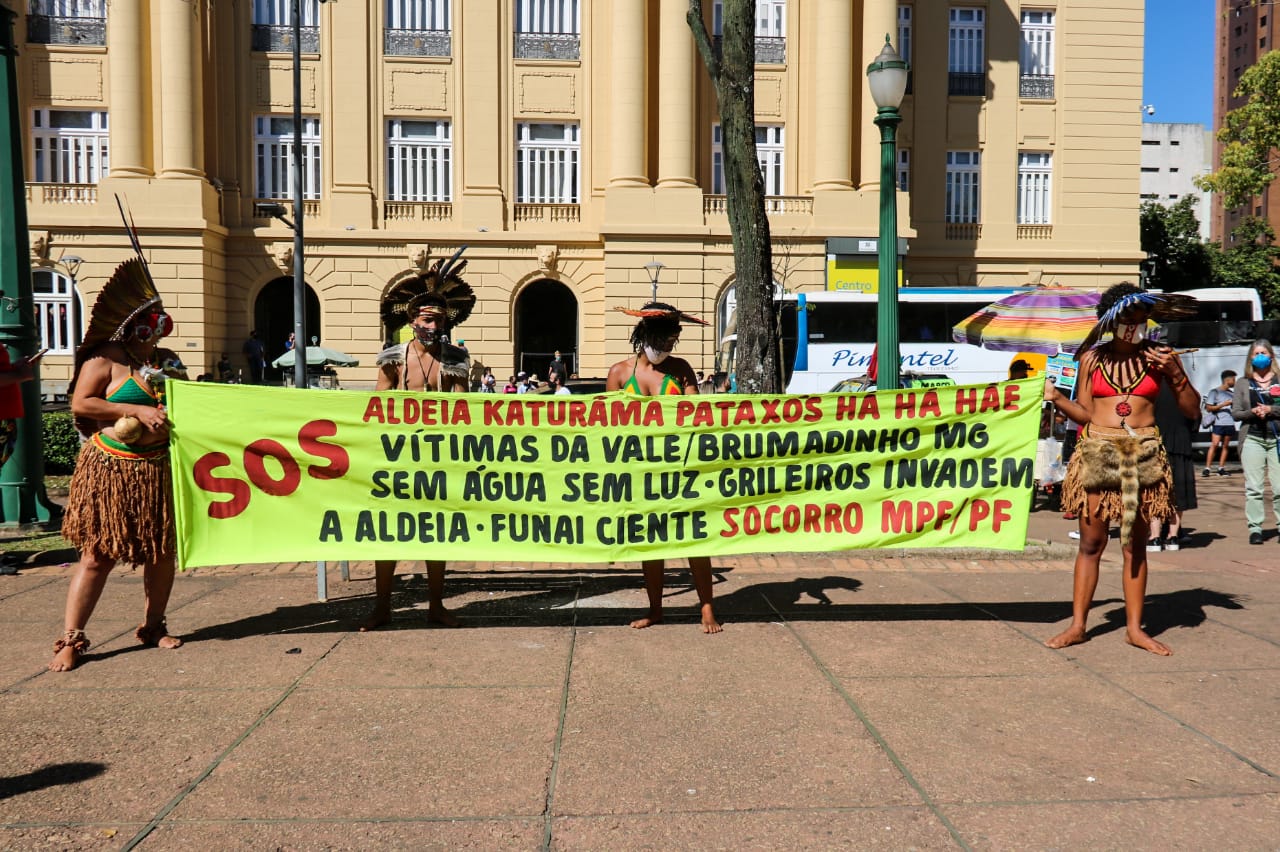 SOS
ALDEIA KATURÃMA PATAXÓS HÃ HÃ HÃE
VÍTIMAS DA VALE/BRUMADINHO MG
SEM ÁGUA SEM LUZ·GRILEIROS INVADEM
A ALDEIA·FUNAI CIENTE SOCORRO MPF/PF
Centro
Pimentel